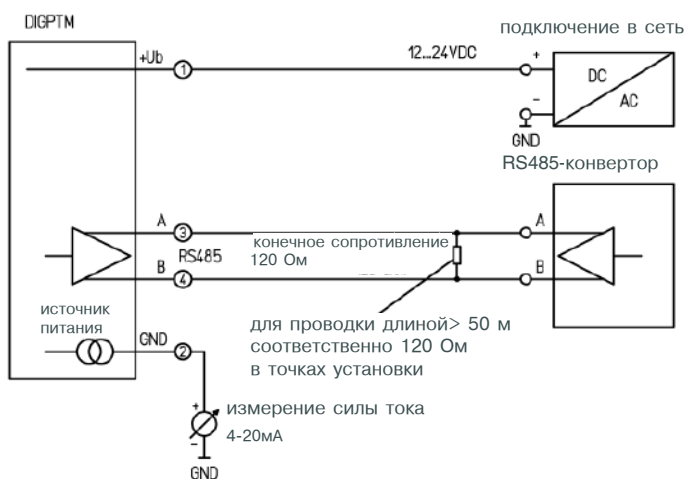 DIGPTM
подключение в сеть
+Ub
1
12...24VDC
+
DC
AC
-
GND
RS485-конвертор
A
3
A
конечное сопротивление
120 Ом
RS485
B
4
B
источник
питания
для проводки длиной> 50 м
соответственно 120 Ом
в точках установки
GND
2
+
измерение силы тока
4-20мА
-
GND